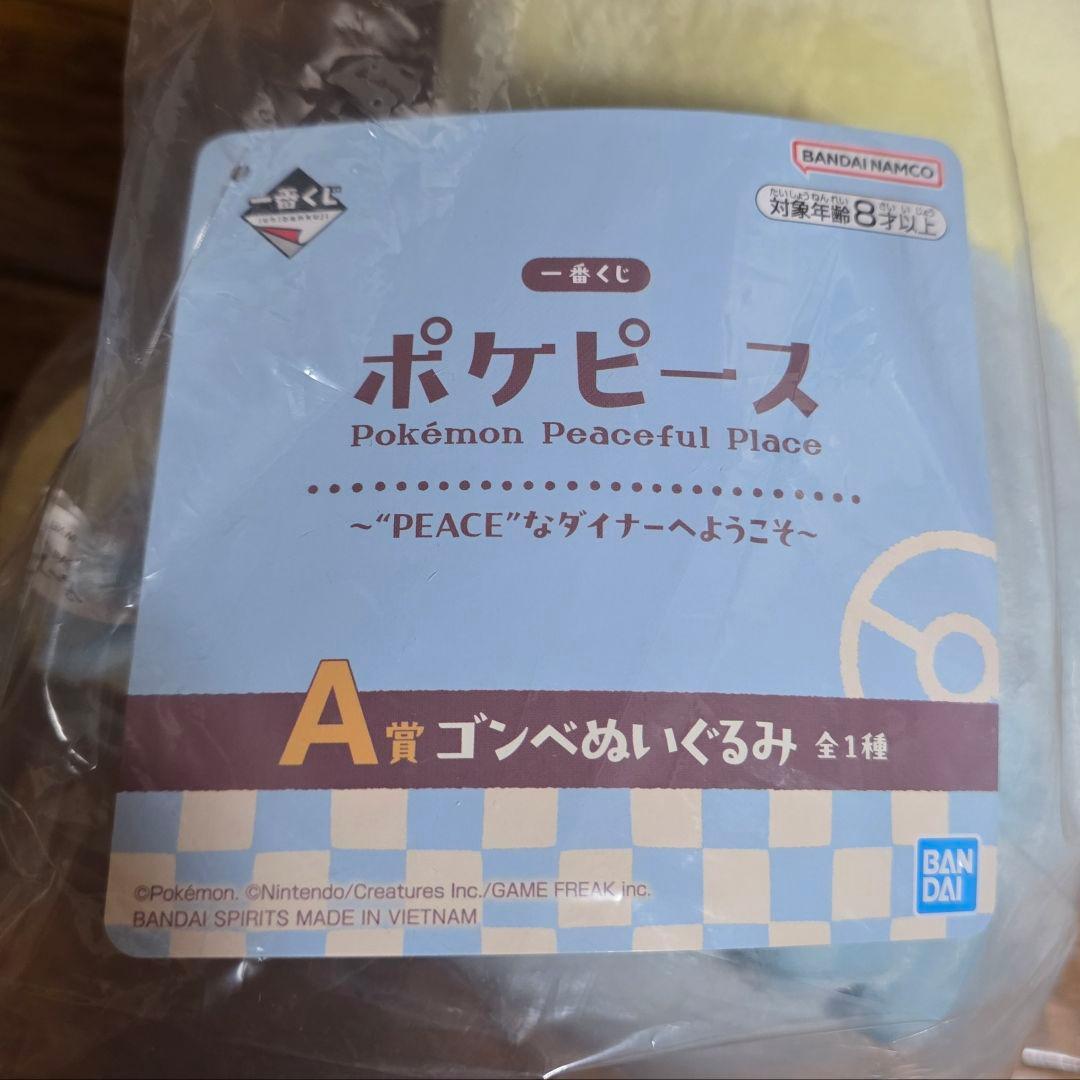 BANDAI NAMCO
一番くじ
ichibankuji
たいしょうねんれい さい い じょう
対象年齢8才以上
一番くじ
ポケピース
Pokémon Peaceful Place
~"PEACE"なダイナーへようこそ~
A賞 ゴンベぬいぐるみ 全1種
BAN
DAI
©Pokémon. ©Nintendo/Creatures Inc./GAME FREAK inc.
BANDAI SPIRITS MADE IN VIETNAM